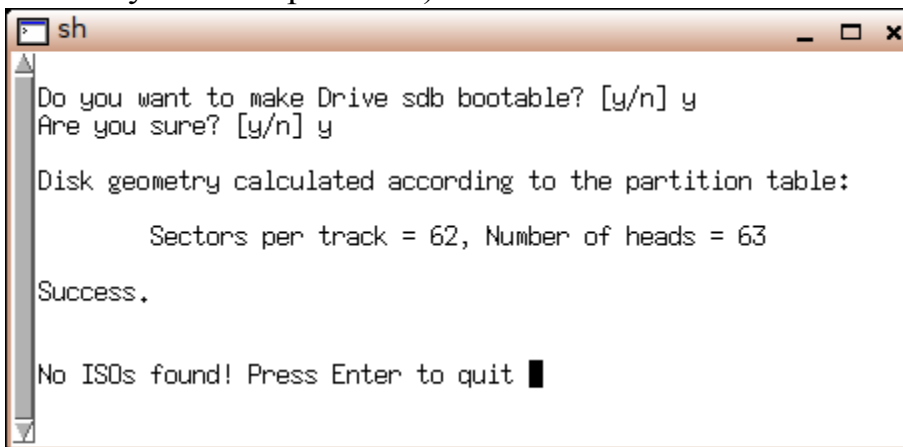 sh
Do you want to make Drive sdb bootable? [y/n] y
Are you sure? [y/n] y
Disk geometry calculated according to the partition table:
Sectors per track = 62, Number of heads = 63
Success.
No ISOs found! Press Enter to quit